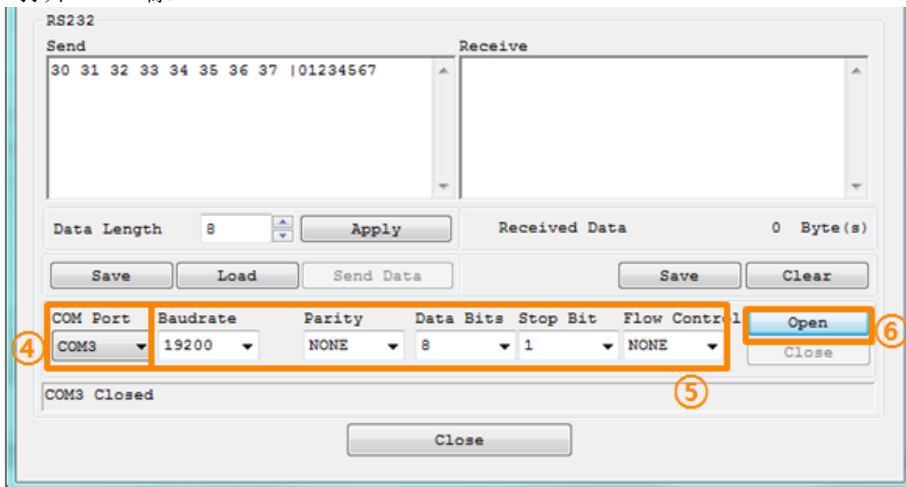 RS232
Send Receive
30 31 32 33 34 35 36 37 |01234567
Data Length 8 Apply Received Data 0 Byte(s)
Save Load Send Data Save Clear
COM Port Baudrate Parity Data Bits Stop Bit Flow Control Open
④ COM3 19200 NONE 8 1 NONE ⑥
Close
⑤
COM3 Closed
Close